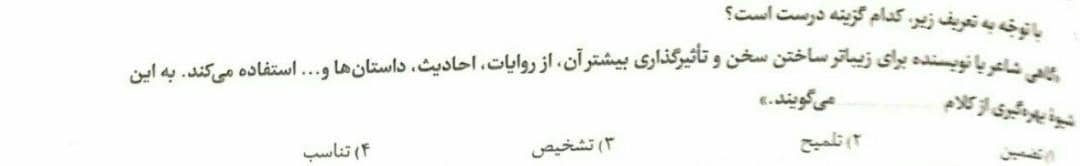 با توجّه به تعریف زیر، کدام گزینه درست است؟
«گاهی شاعر یا نویسنده برای زیباتر ساختن سخن و تأثیرگذاری بیشتر آن، از روایات، احادیث، داستان‌ها و... استفاده می‌کند. به این
شیوۀ بهره‌گیری از کلام .................... می‌گویند.»
۱) تضمین ۲) تلمیح ۳) تشخیص ۴) تناسب